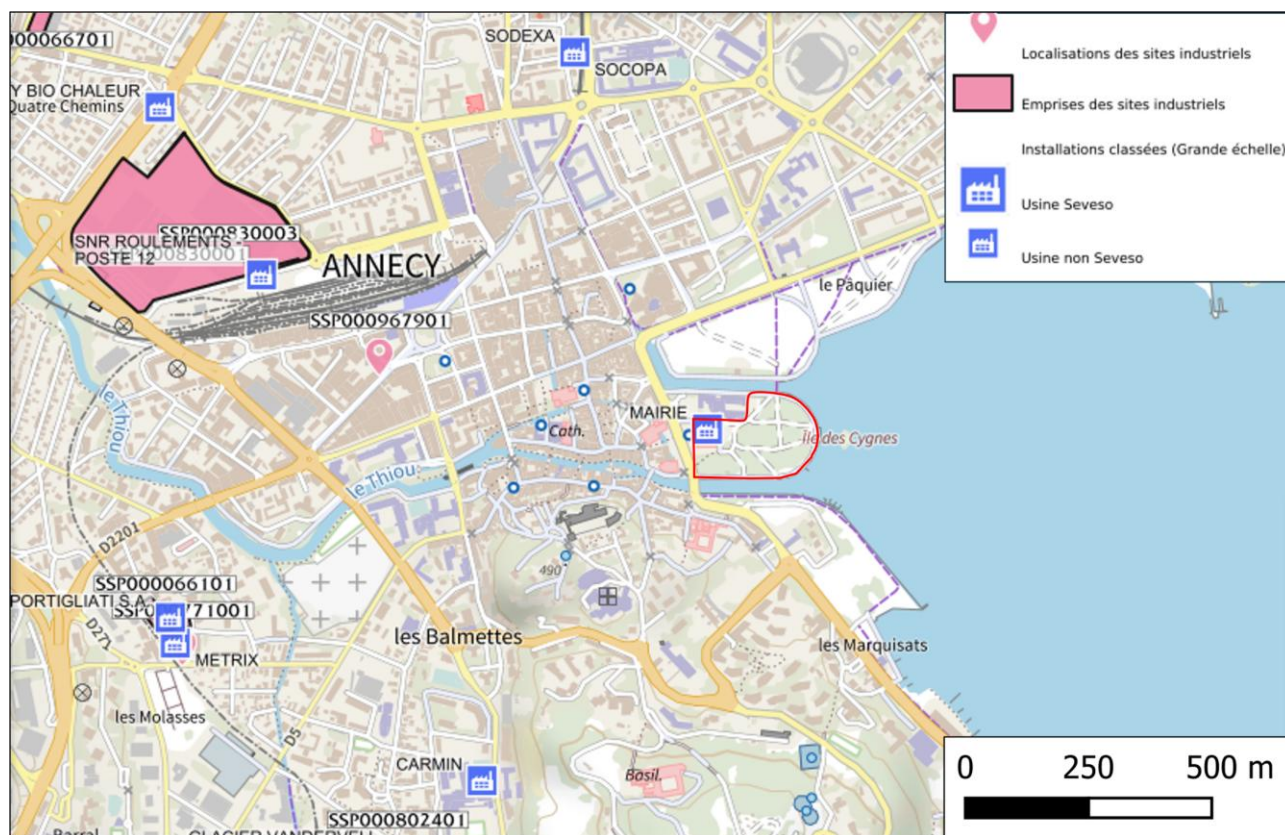 000066701
SODEXA
SOCOPA
Y BIO CHALEUR
Quatre Chemins
SSP000830003
SNR ROULEMENTS -
POSTE 12
000830001
ANNECY
SSP000967901
le Pâquier
MAIRIE
Cath.
Île des Cygnes
le Thiou
le Thiou
D2201
490
SSP000066101
PORTIGLIATI S.A
771001
METRIX
D271
les Balmettes
les Marquisats
les Molasses
D5
CARMIN
Basil.
SSP000802401
Localisations des sites industriels
Emprises des sites industriels
Installations classées (Grande échelle)
Usine Seveso
Usine non Seveso
0 250 500 m